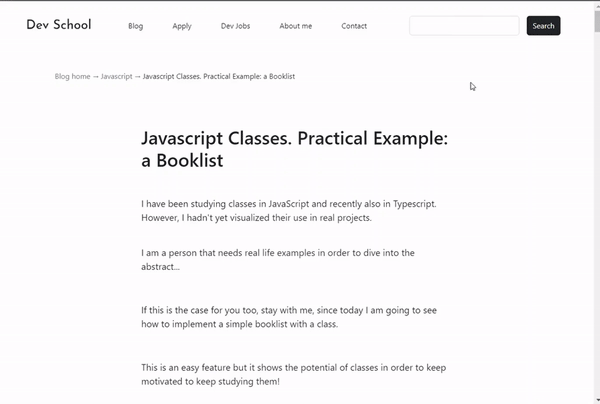 Dev School
Blog
Apply
Dev Jobs
About me
Contact
Search
Blog home → Javascript → Javascript Classes. Practical Example: a Booklist
Javascript Classes. Practical Example:
a Booklist
I have been studying classes in JavaScript and recently also in Typescript.
However, I hadn't yet visualized their use in real projects.
I am a person that needs real life examples in order to dive into the
abstract...
If this is the case for you too, stay with me, since today I am going to see
how to implement a simple booklist with a class.
This is an easy feature but it shows the potential of classes in order to keep
motivated to keep studying them!